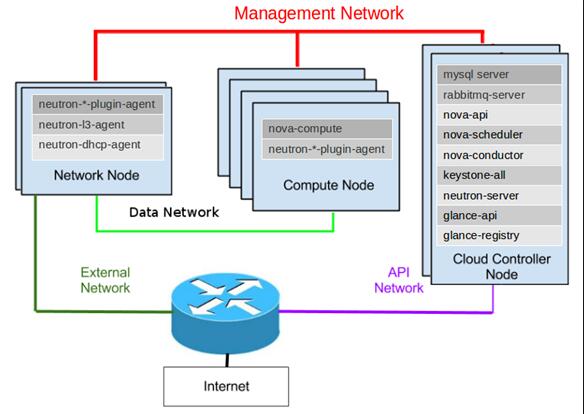 Management Network
neutron-*-plugin-agent
neutron-l3-agent
neutron-dhcp-agent
Network Node
nova-compute
neutron-*-plugin-agent
Compute Node
mysql server
rabbitmq-server
nova-api
nova-scheduler
nova-conductor
keystone-all
neutron-server
glance-api
glance-registry
Cloud Controller
Node
Data Network
External
Network
API
Network
Internet